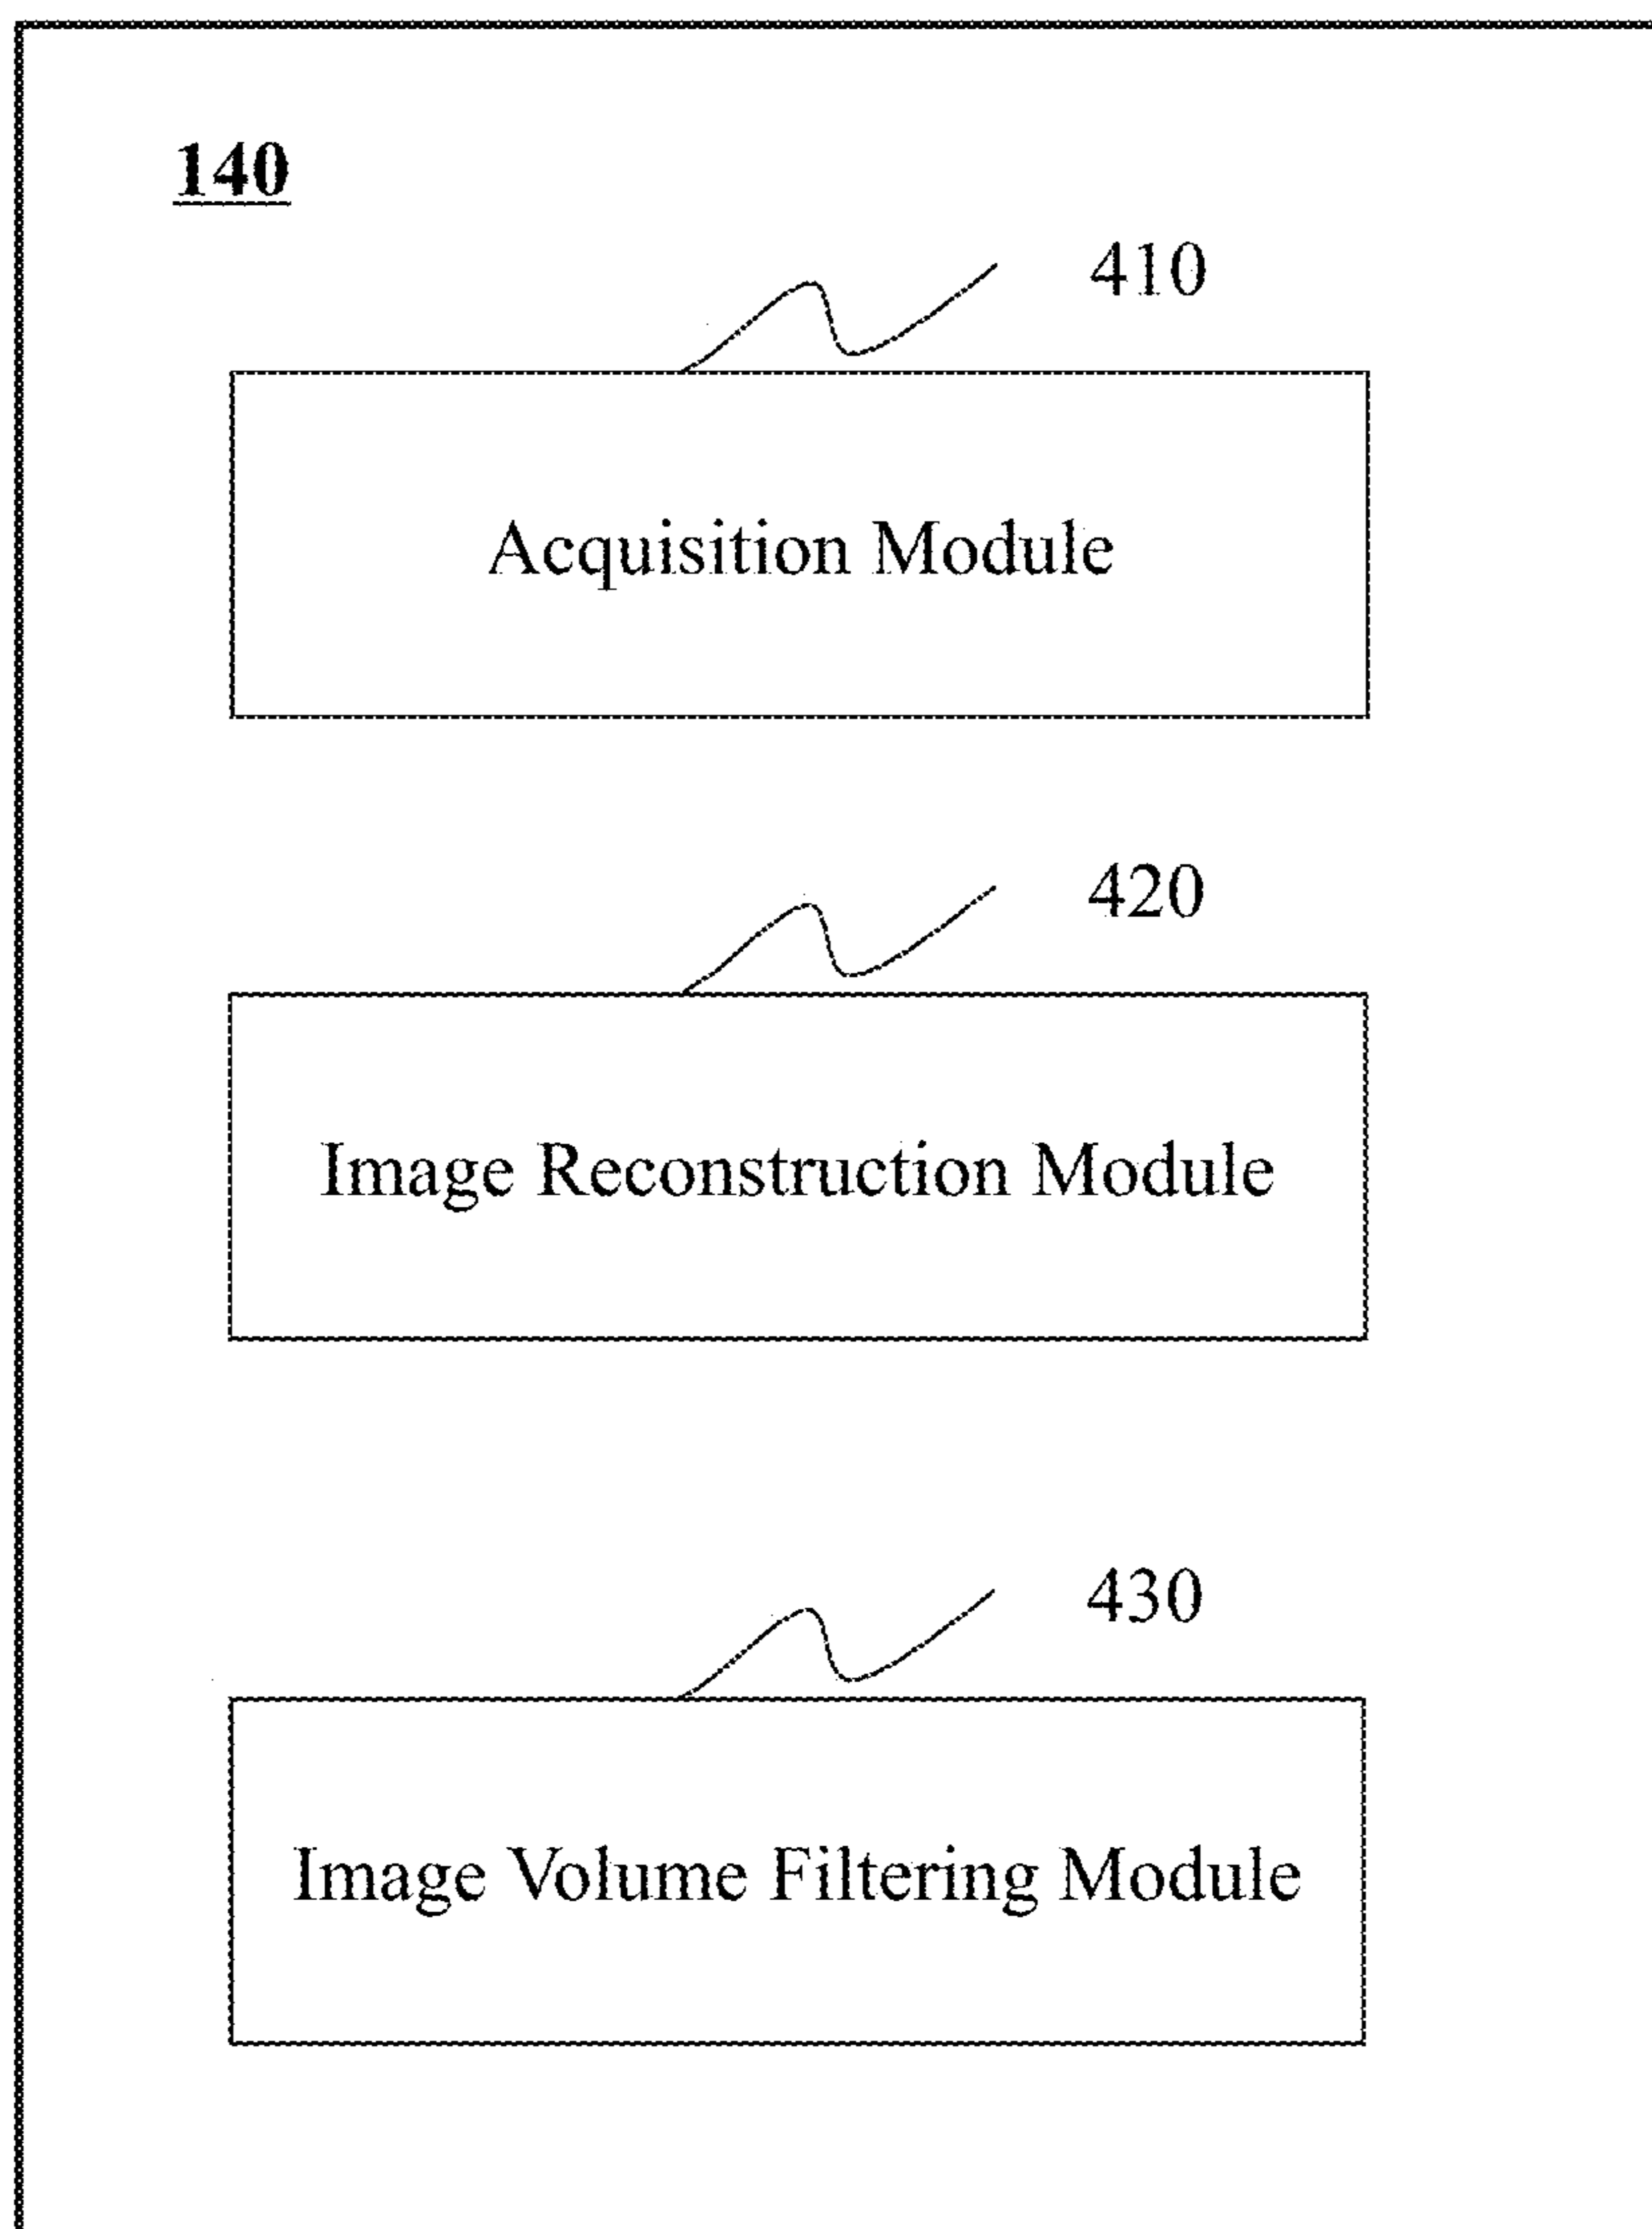 140
410
Acquisition Module
420
Image Reconstruction Module
430
Image Volume Filtering Module